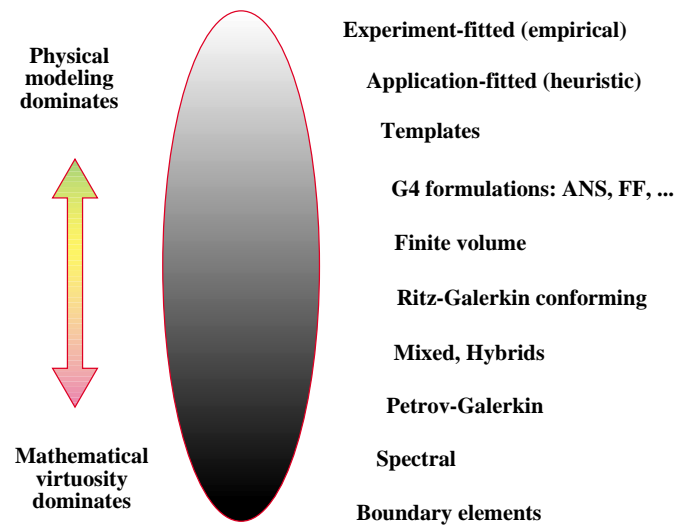 Physical
modeling
dominates
Mathematical
virtuosity
dominates
Experiment-fitted (empirical)
Application-fitted (heuristic)
Templates
G4 formulations: ANS, FF, ...
Finite volume
Ritz-Galerkin conforming
Mixed, Hybrids
Petrov-Galerkin
Spectral
Boundary elements